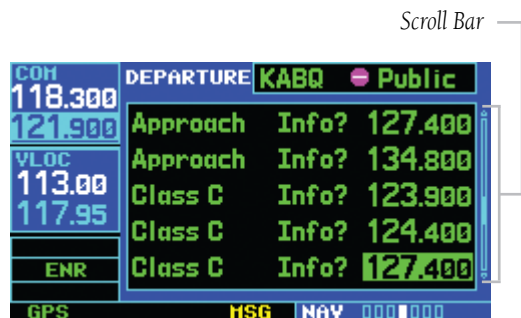 Scroll Bar
COM
118.300
121.900
VLOC
113.00
117.95
ENR
GPS
DEPARTURE KABQ Public
Approach Info? 127.400
Approach Info? 134.800
Class C Info? 123.900
Class C Info? 124.400
Class C Info? 127.400
MSG NAV